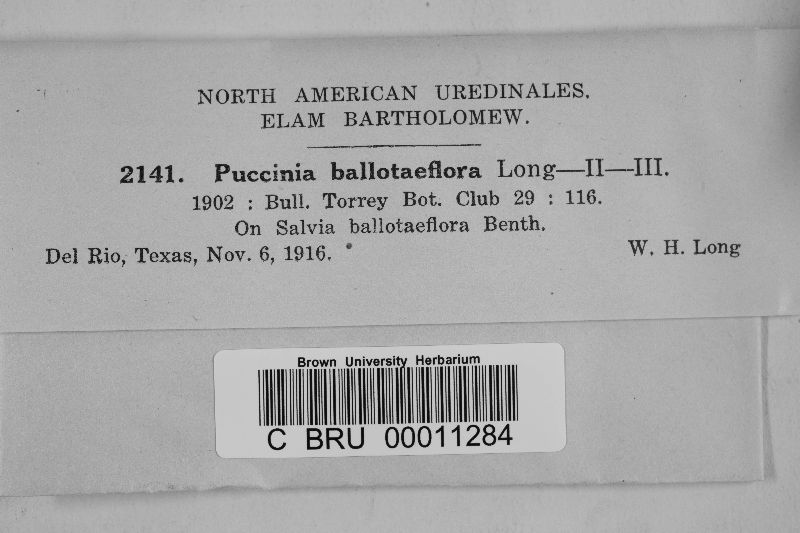 NORTH AMERICAN UREDINALES.
ELAM BARTHOLOMEW.
2141. Puccinia ballotaeflora Long—II—III.
1902 : Bull. Torrey Bot. Club 29 : 116.
On Salvia ballotaeflora Benth.
Del Rio, Texas, Nov. 6, 1916. W. H. Long
Brown University Herbarium
C BRU 00011284